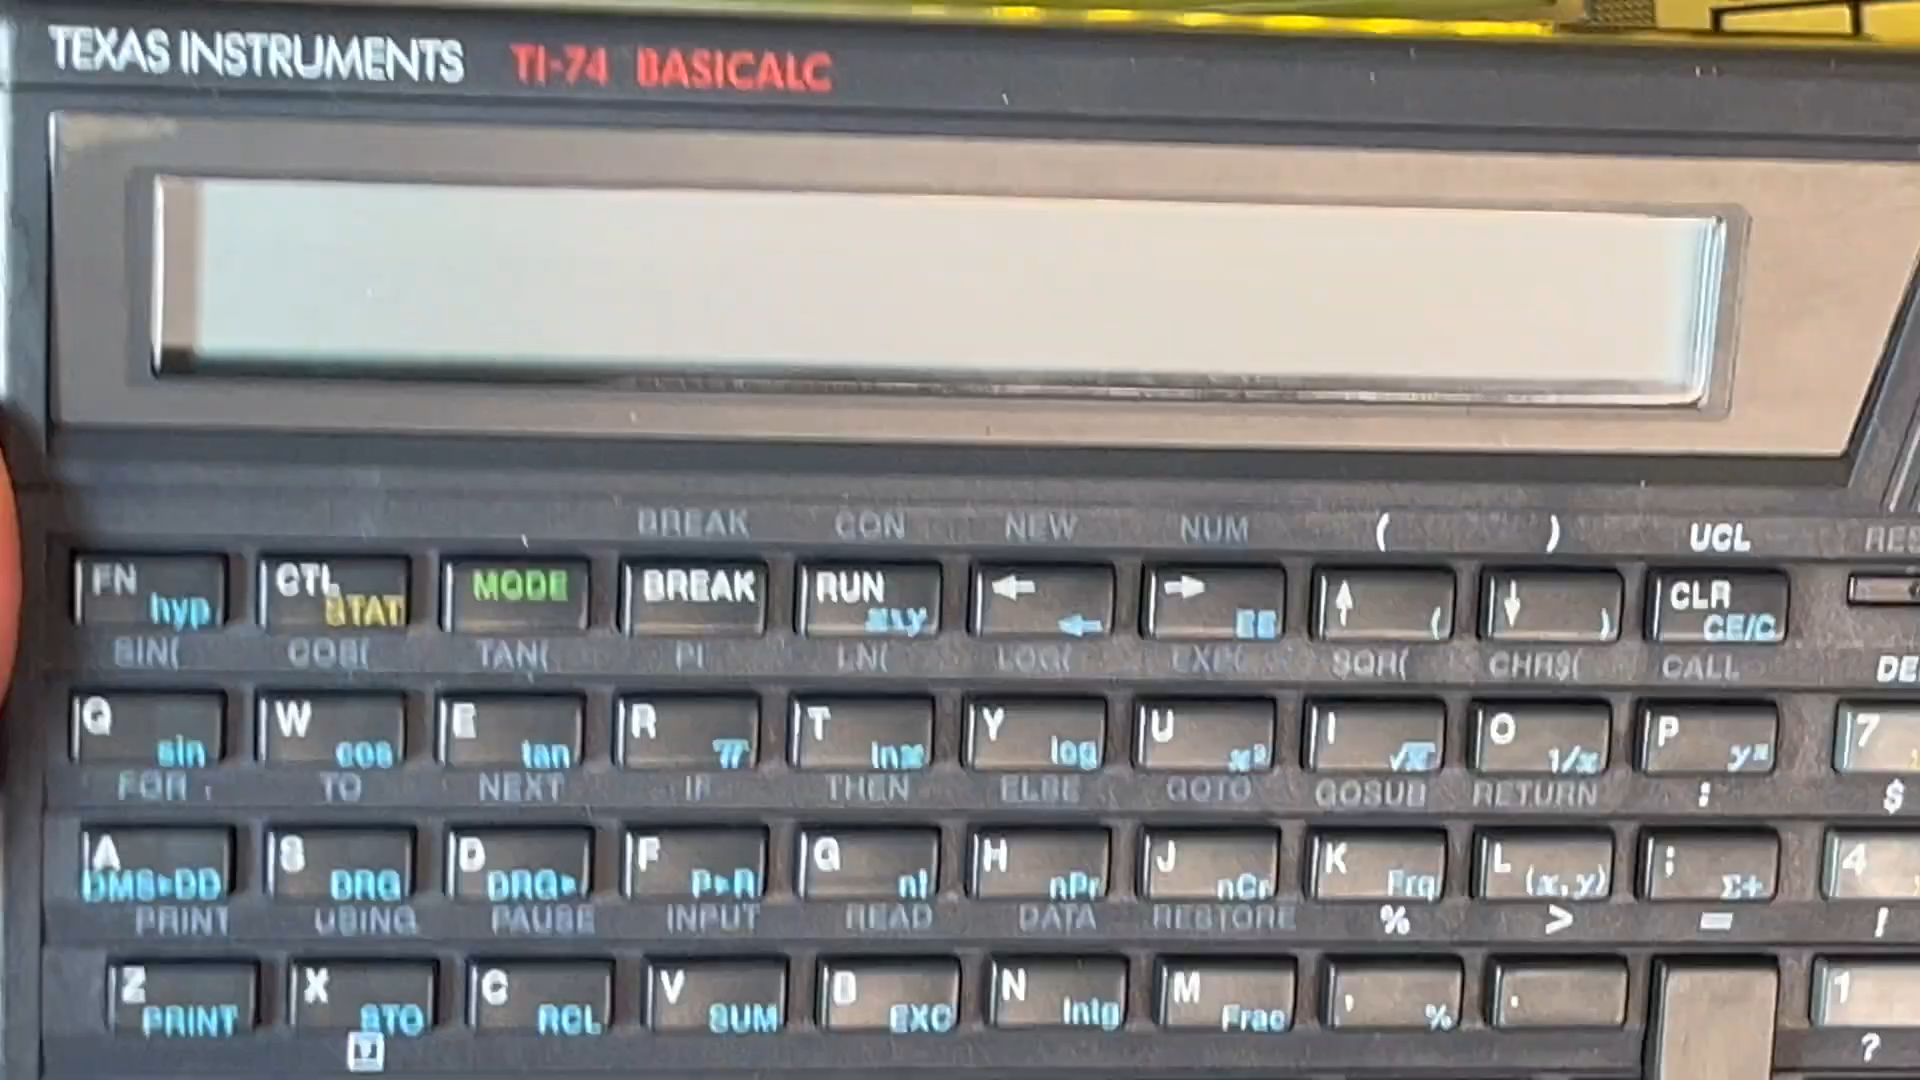 TEXAS INSTRUMENTS TI-74 BASICALC
BREAK CON NEW NUM ( ) UCL
FN hyp CTL STAT MODE BREAK RUN ← ← → EE ↑ ( ↓ ) CLR CE/C
SIN( COS( TAN( PI LN( LOG( EXP( SQR( CHR$( CALL
Q sin W cos E tan R π T lnx Y log U x² I √x O 1/x P yˣ 7
FOR TO NEXT IF THEN ELSE GOTO GOSUB RETURN : $
A DMS▸DD S DRG D DRG▸ F P▸R G n! H nPr J nCr K Frq L (x,y) ; Σ+ 4
PRINT USING PAUSE INPUT READ DATA RESTORE % > = !
Z PRINT X STO C RCL V SUM B EXC N Intg M Frac , % . 1
?